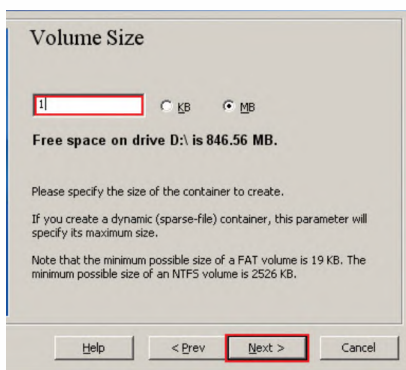 Volume Size
1 KB MB
Free space on drive D:\ is 846.56 MB.
Please specify the size of the container to create.
If you create a dynamic (sparse-file) container, this parameter will
specify its maximum size.
Note that the minimum possible size of a FAT volume is 19 KB. The
minimum possible size of an NTFS volume is 2526 KB.
Help < Prev Next > Cancel